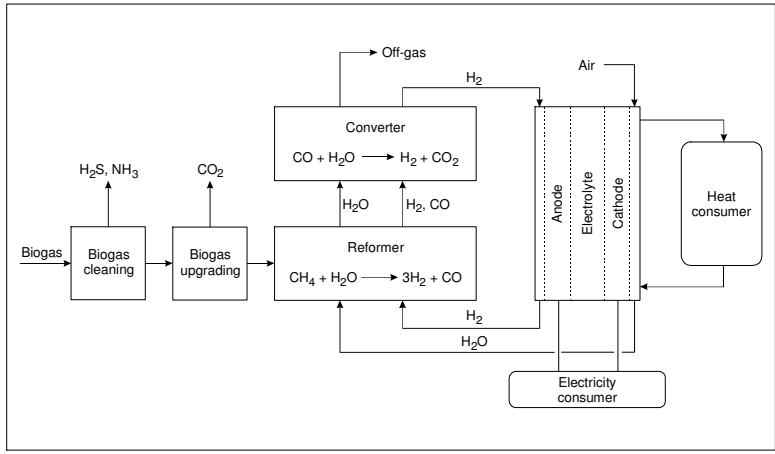 Off-gas
H₂
Air
Converter
CO + H₂O → H₂ + CO₂
H₂S, NH₃
CO₂
H₂O
H₂, CO
Anode
Electrolyte
Cathode
Heat
consumer
Biogas
Biogas
cleaning
Biogas
upgrading
Reformer
CH₄ + H₂O → 3H₂ + CO
H₂
H₂O
Electricity
consumer